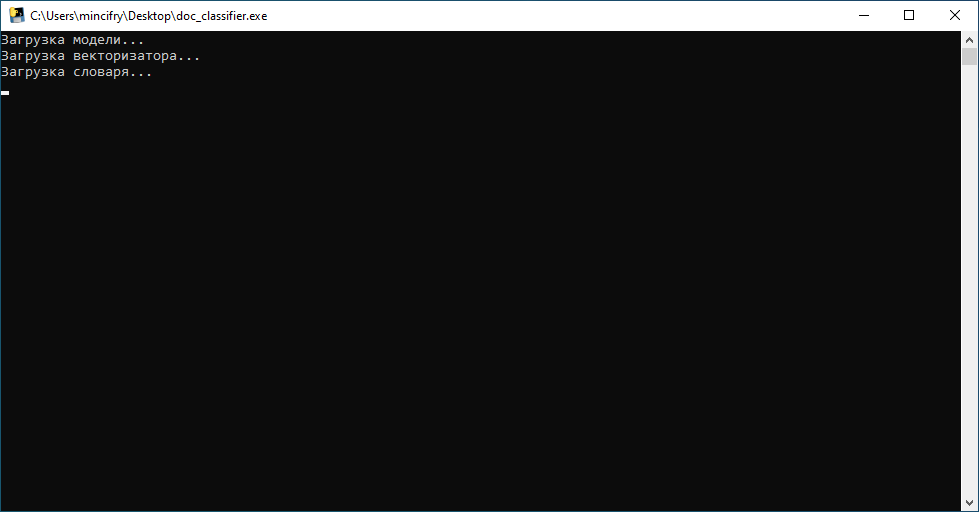 C:\Users\mincifry\Desktop\doc_classifier.exe
Загрузка модели...
Загрузка векторизатора...
Загрузка словаря...